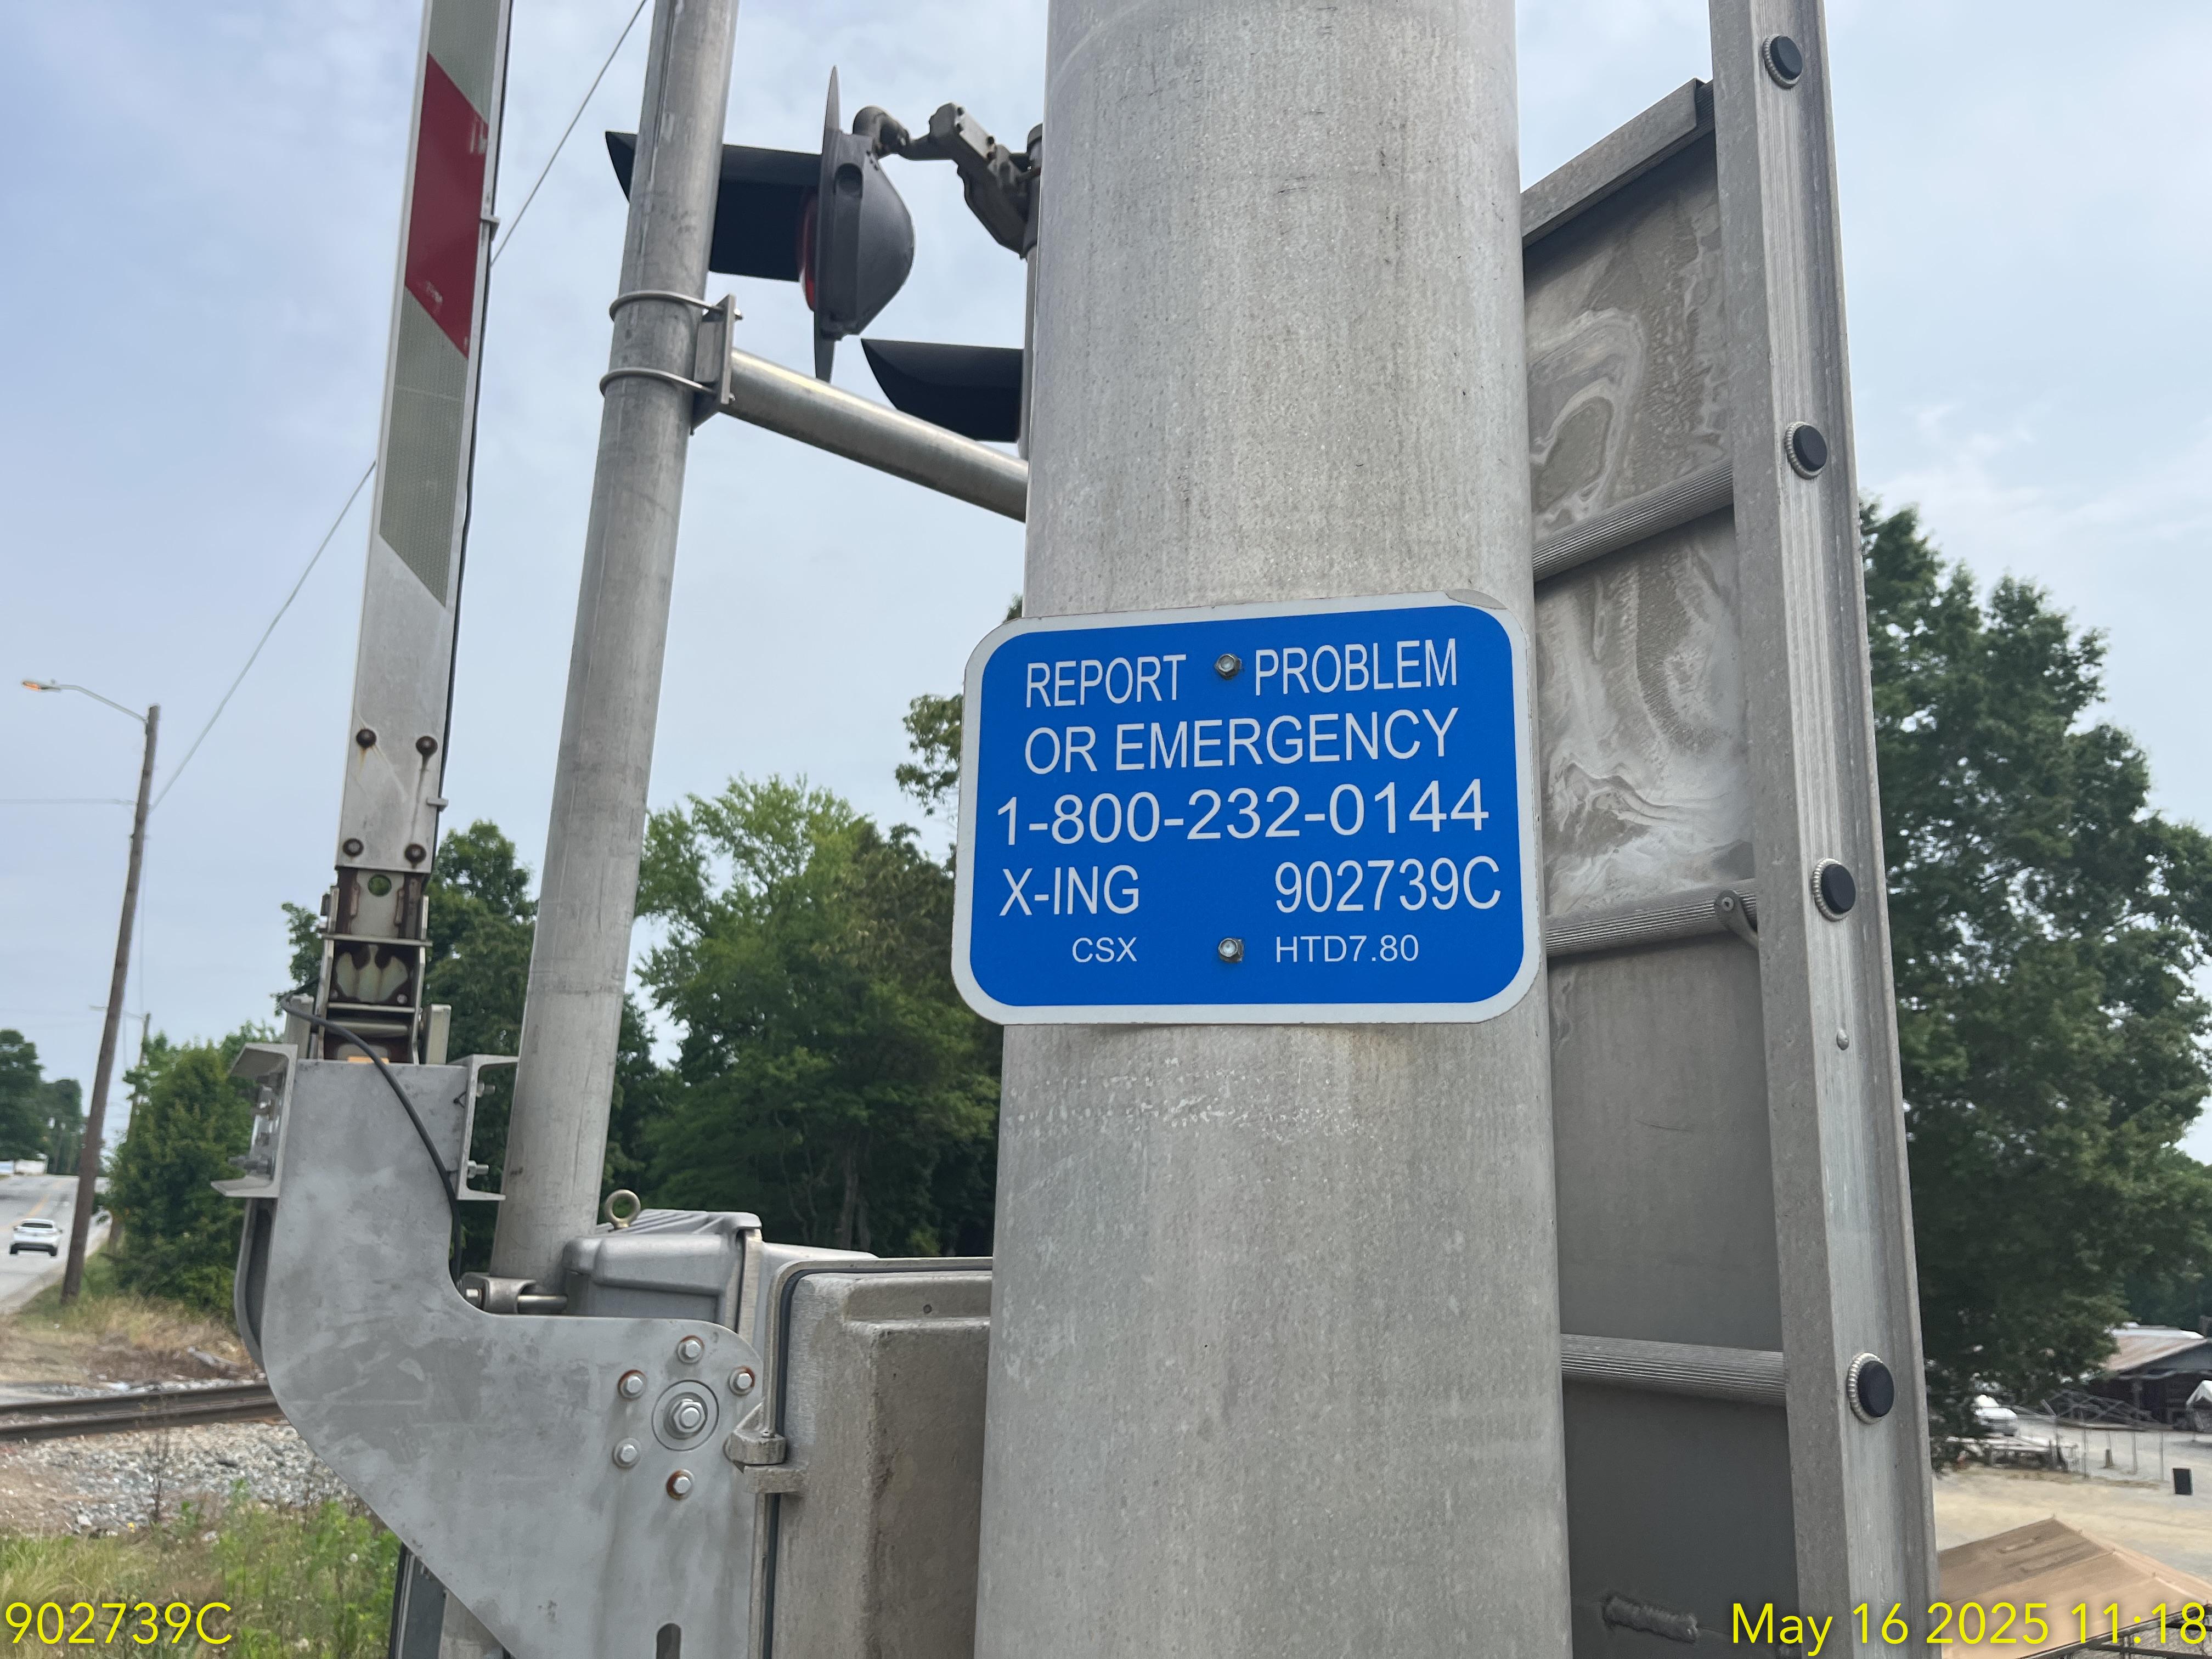 REPORT PROBLEM
OR EMERGENCY
1-800-232-0144
X-ING 902739C
CSX HTD7.80
902739C
May 16 2025 11:18